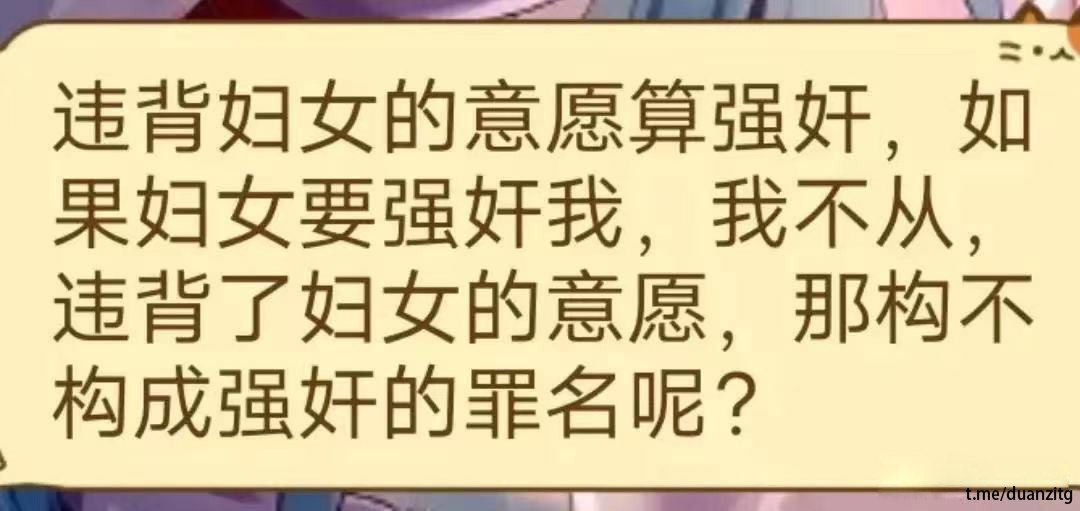 违背妇女的意愿算强奸，如
果妇女要强奸我，我不从，
违背了妇女的意愿，那构不
构成强奸的罪名呢？
t.me/duanzitg